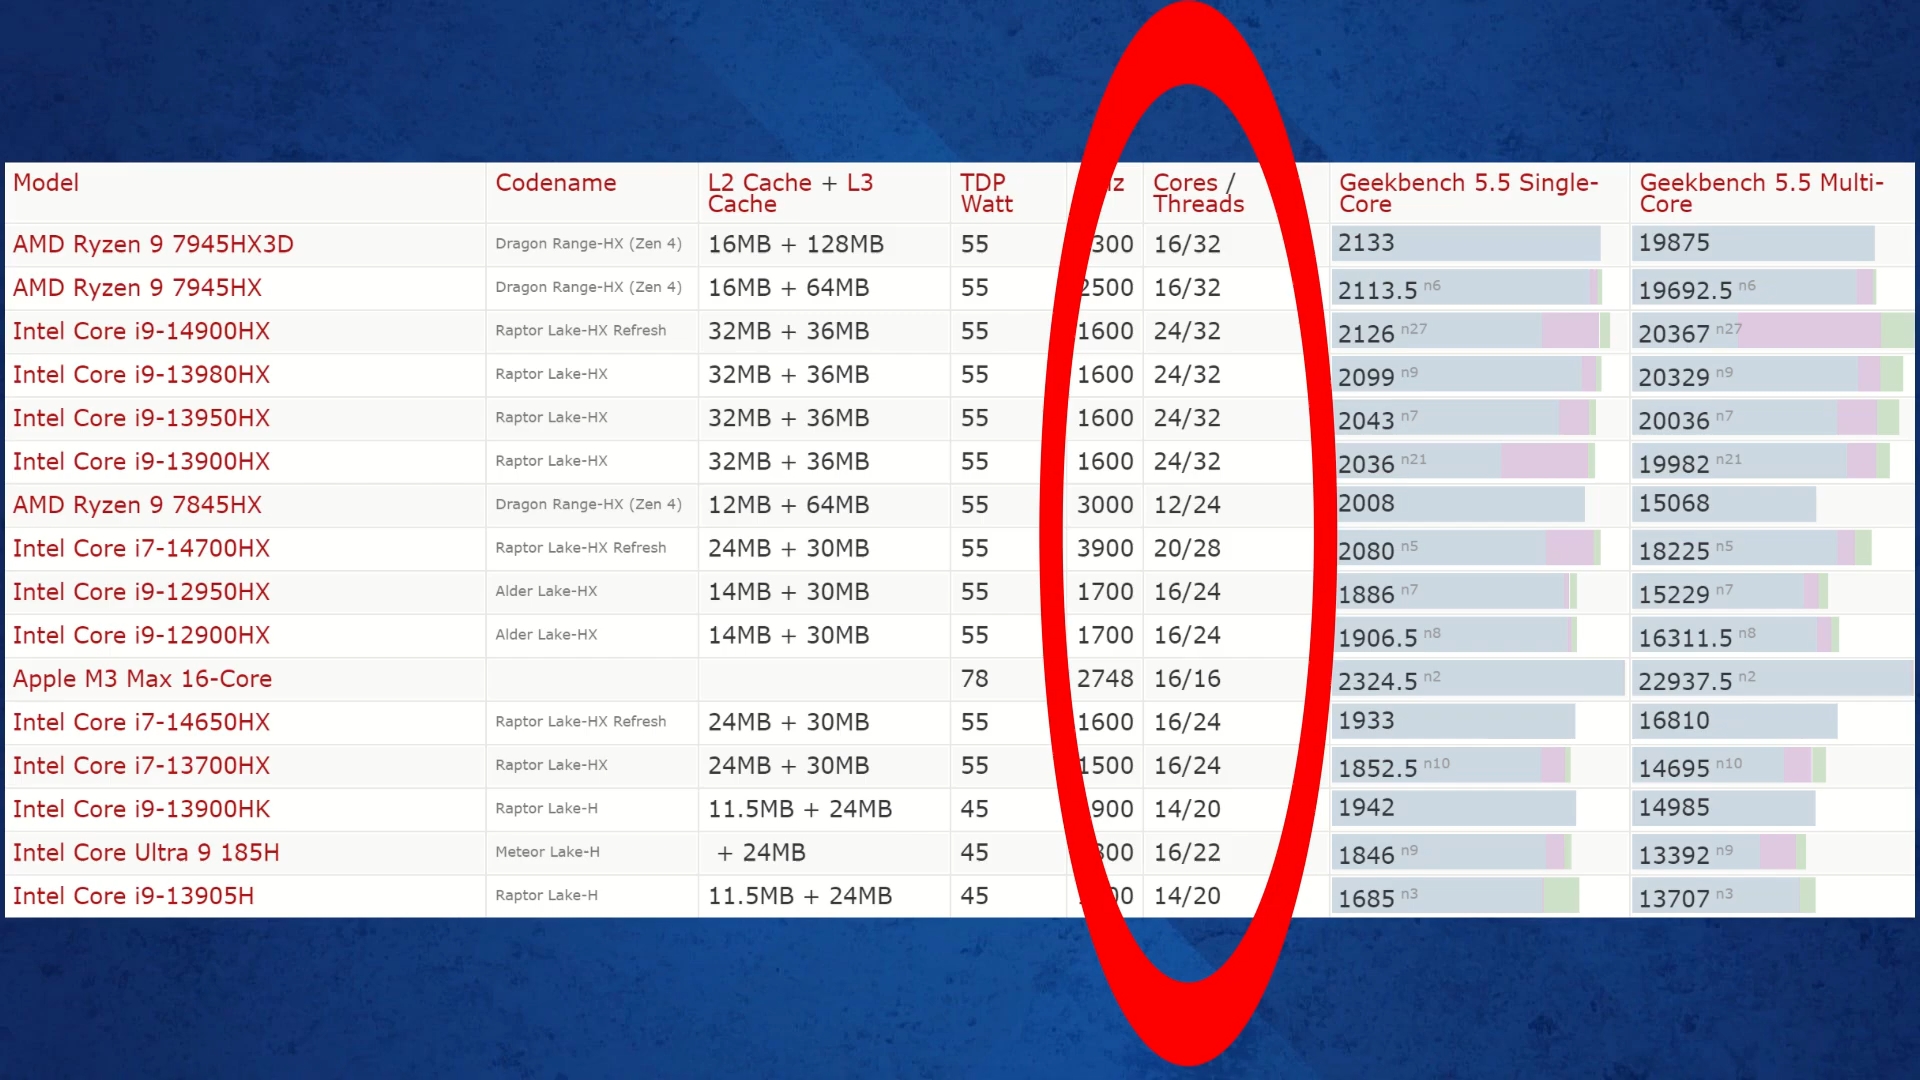 Model Codename L2 Cache + L3 Cache TDP Watt Cores / Threads Geekbench 5.5 Single-Core Geekbench 5.5 Multi-Core
AMD Ryzen 9 7945HX3D Dragon Range-HX (Zen 4) 16MB + 128MB 55 300 16/32 2133 19875
AMD Ryzen 9 7945HX Dragon Range-HX (Zen 4) 16MB + 64MB 55 2500 16/32 2113.5 n6 19692.5 n6
Intel Core i9-14900HX Raptor Lake-HX Refresh 32MB + 36MB 55 1600 24/32 2126 n27 20367 n27
Intel Core i9-13980HX Raptor Lake-HX 32MB + 36MB 55 1600 24/32 2099 n9 20329 n9
Intel Core i9-13950HX Raptor Lake-HX 32MB + 36MB 55 1600 24/32 2043 n7 20036 n7
Intel Core i9-13900HX Raptor Lake-HX 32MB + 36MB 55 1600 24/32 2036 n21 19982 n21
AMD Ryzen 9 7845HX Dragon Range-HX (Zen 4) 12MB + 64MB 55 3000 12/24 2008 15068
Intel Core i7-14700HX Raptor Lake-HX Refresh 24MB + 30MB 55 3900 20/28 2080 n5 18225 n5
Intel Core i9-12950HX Alder Lake-HX 14MB + 30MB 55 1700 16/24 1886 n7 15229 n7
Intel Core i9-12900HX Alder Lake-HX 14MB + 30MB 55 1700 16/24 1906.5 n8 16311.5 n8
Apple M3 Max 16-Core 78 2748 16/16 2324.5 n2 22937.5 n2
Intel Core i7-14650HX Raptor Lake-HX Refresh 24MB + 30MB 55 1600 16/24 1933 16810
Intel Core i7-13700HX Raptor Lake-HX 24MB + 30MB 55 1500 16/24 1852.5 n10 14695 n10
Intel Core i9-13900HK Raptor Lake-H 11.5MB + 24MB 45 900 14/20 1942 14985
Intel Core Ultra 9 185H Meteor Lake-H + 24MB 45 16/22 1846 n9 13392 n9
Intel Core i9-13905H Raptor Lake-H 11.5MB + 24MB 45 14/20 1685 n3 13707 n3